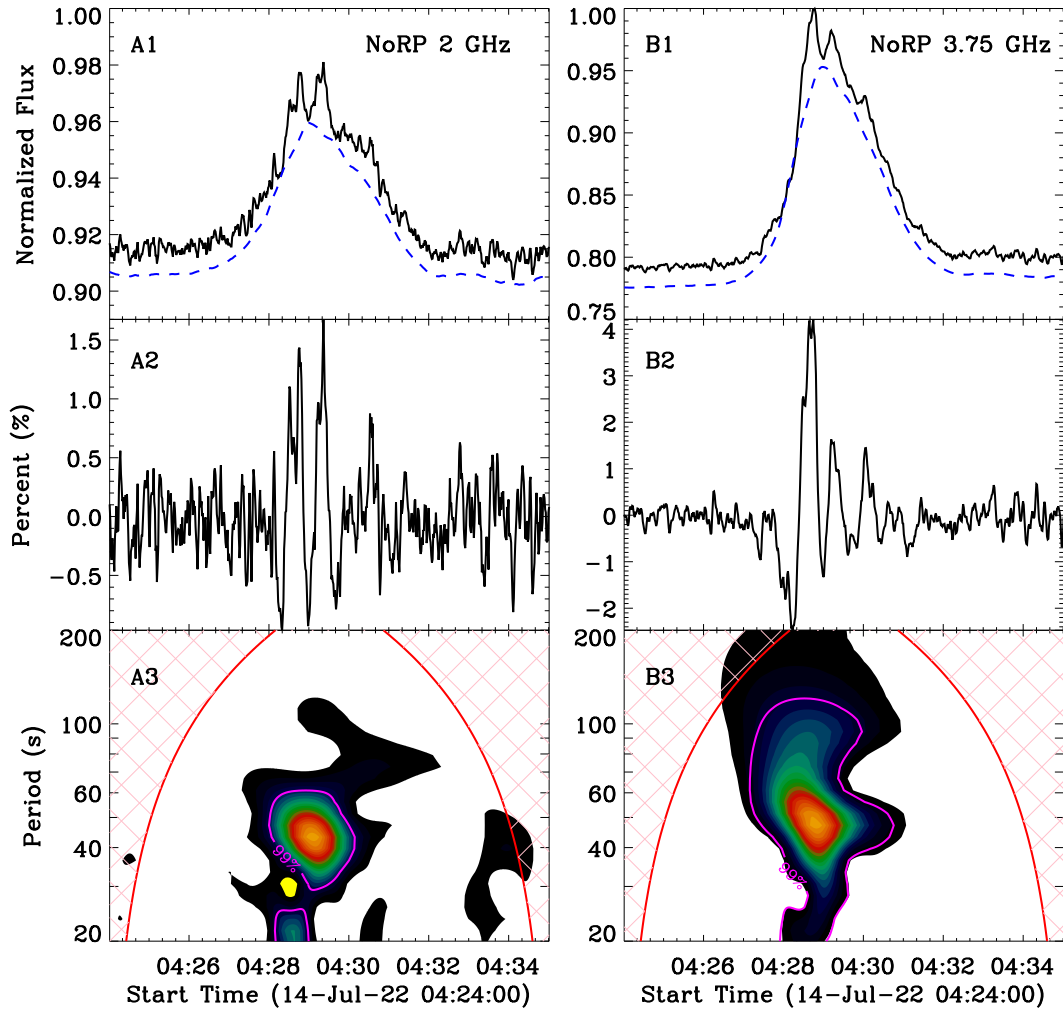 A1 NoRP 2 GHz
B1 NoRP 3.75 GHz
Normalized Flux
1.00
0.98
0.96
0.94
0.92
0.90
1.00
0.95
0.90
0.85
0.80
0.75
A2
B2
Percent (%)
1.5
1.0
0.5
0.0
−0.5
4
3
2
1
0
−1
−2
A3
B3
Period (s)
200
100
60
40
20
99%
200
100
60
40
20
99%
04:26 04:28 04:30 04:32 04:34
Start Time (14-Jul-22 04:24:00)
04:26 04:28 04:30 04:32 04:34
Start Time (14-Jul-22 04:24:00)